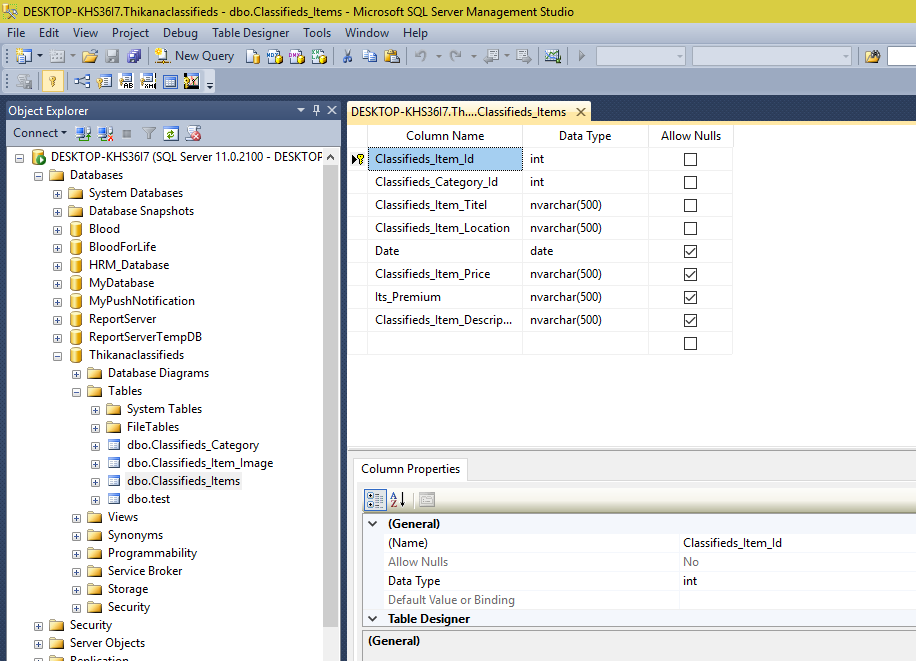 DESKTOP-KHS36I7.Thikanaclassifieds - dbo.Classifieds_Items - Microsoft SQL Server Management Studio
File Edit View Project Debug Table Designer Tools Window Help
New Query
Object Explorer
Connect
DESKTOP-KHS36I7 (SQL Server 11.0.2100 - DESKTOP
Databases
System Databases
Database Snapshots
Blood
BloodForLife
HRM_Database
MyDatabase
MyPushNotification
ReportServer
ReportServerTempDB
Thikanaclassifieds
Database Diagrams
Tables
System Tables
FileTables
dbo.Classifieds_Category
dbo.Classifieds_Item_Image
dbo.Classifieds_Items
dbo.test
Views
Synonyms
Programmability
Service Broker
Storage
Security
Security
Server Objects
Replication
DESKTOP-KHS36I7.Th....Classifieds_Items
Column Name Data Type Allow Nulls
Classifieds_Item_Id int
Classifieds_Category_Id int
Classifieds_Item_Titel nvarchar(500)
Classifieds_Item_Location nvarchar(500)
Date date
Classifieds_Item_Price nvarchar(500)
Its_Premium nvarchar(500)
Classifieds_Item_Descrip... nvarchar(500)
Column Properties
(General)
(Name) Classifieds_Item_Id
Allow Nulls No
Data Type int
Default Value or Binding
Table Designer
(General)